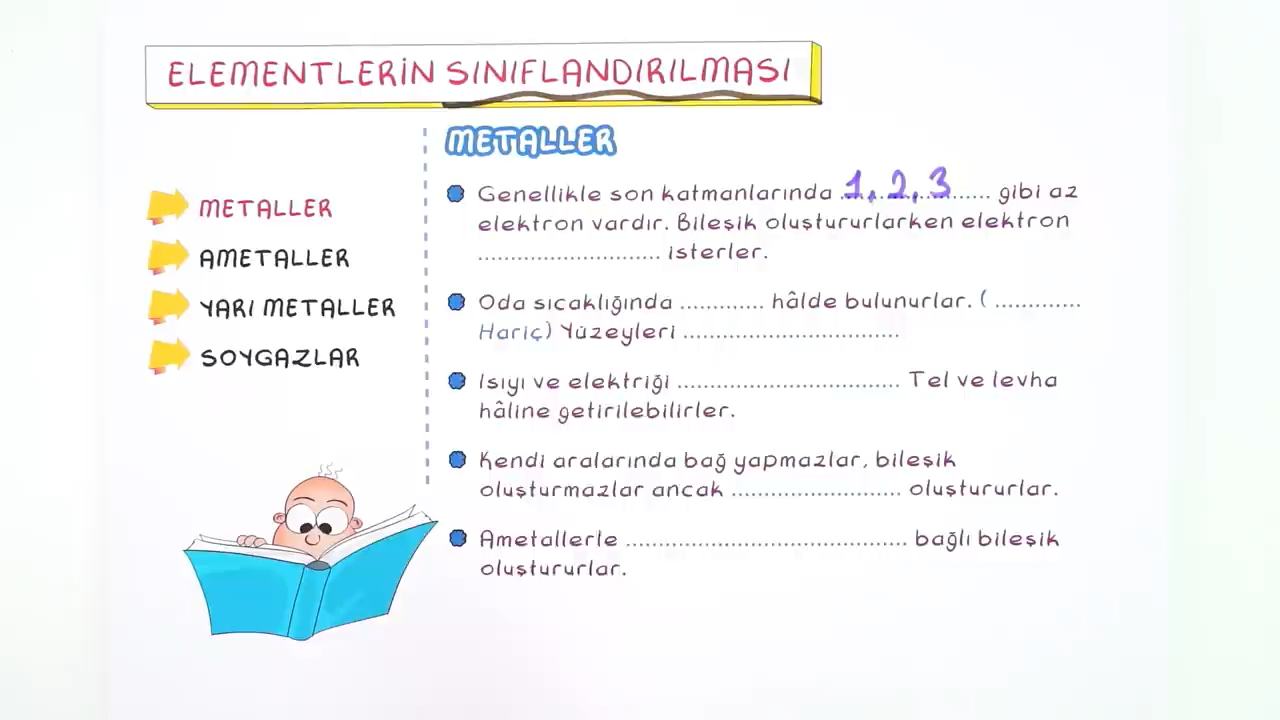 ELEMENTLERİN SINIFLANDIRILMASI
METALLER
AMETALLER
YARI METALLER
SOYGAZLAR
METALLER
Genellikle son katmanlarında 1, 2, 3 ...... gibi az
elektron vardır. Bileşik oluştururlarken elektron
........................... isterler.
Oda sıcaklığında ............ hâlde bulunurlar. ( .............
Hariç) Yüzeyleri ................................
Isıyı ve elektriği ................................. Tel ve levha
hâline getirilebilirler.
Kendi aralarında bağ yapmazlar, bileşik
oluşturmazlar ancak ......................... oluştururlar.
Ametallerle .......................................... bağlı bileşik
oluştururlar.